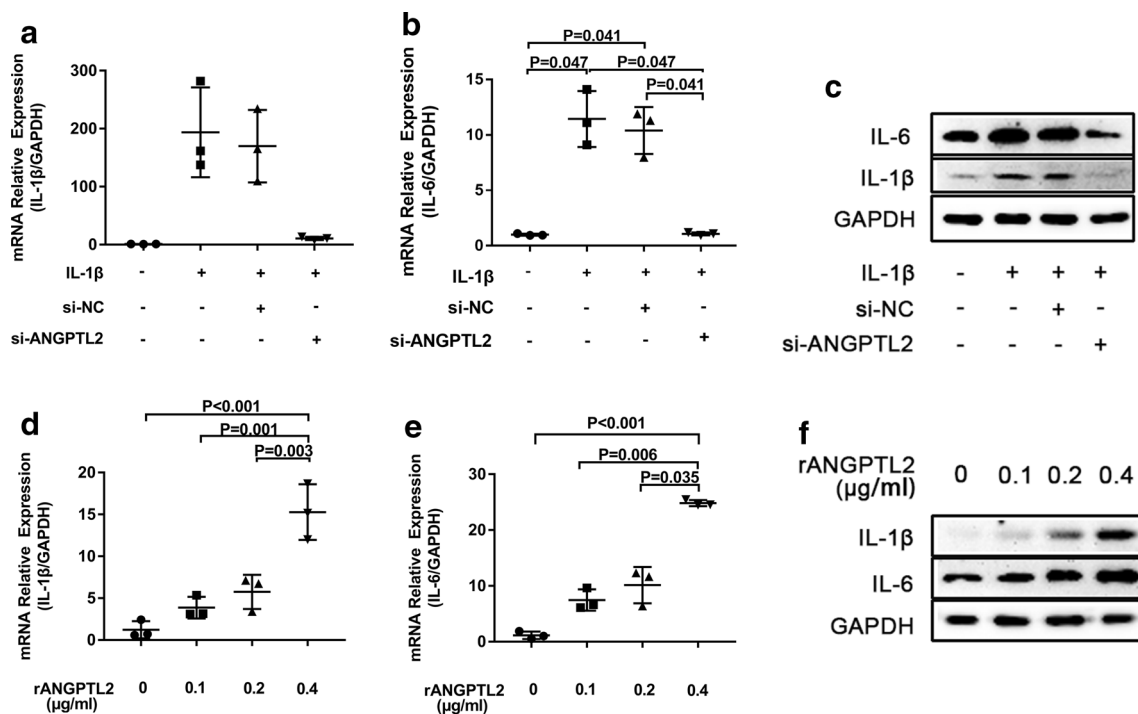 a
mRNA Relative Expression
(IL-1β/GAPDH)
300
200
100
0
IL-1β - + + +
si-NC - - + -
si-ANGPTL2 - - - +
b
P=0.041
P=0.047 P=0.047
P=0.041
mRNA Relative Expression
(IL-6/GAPDH)
15
10
5
0
IL-1β - + + +
si-NC - - + -
si-ANGPTL2 - - - +
c
IL-6
IL-1β
GAPDH
IL-1β - + + +
si-NC - - + -
si-ANGPTL2 - - - +
d
P<0.001
P=0.001
P=0.003
mRNA Relative Expression
(IL-1β/GAPDH)
20
15
10
5
0
rANGPTL2 0 0.1 0.2 0.4
(μg/ml)
e
P<0.001
P=0.006
P=0.035
mRNA Relative Expression
(IL-6/GAPDH)
30
20
10
0
rANGPTL2 0 0.1 0.2 0.4
(μg/ml)
f
rANGPTL2 0 0.1 0.2 0.4
(μg/ml)
IL-1β
IL-6
GAPDH